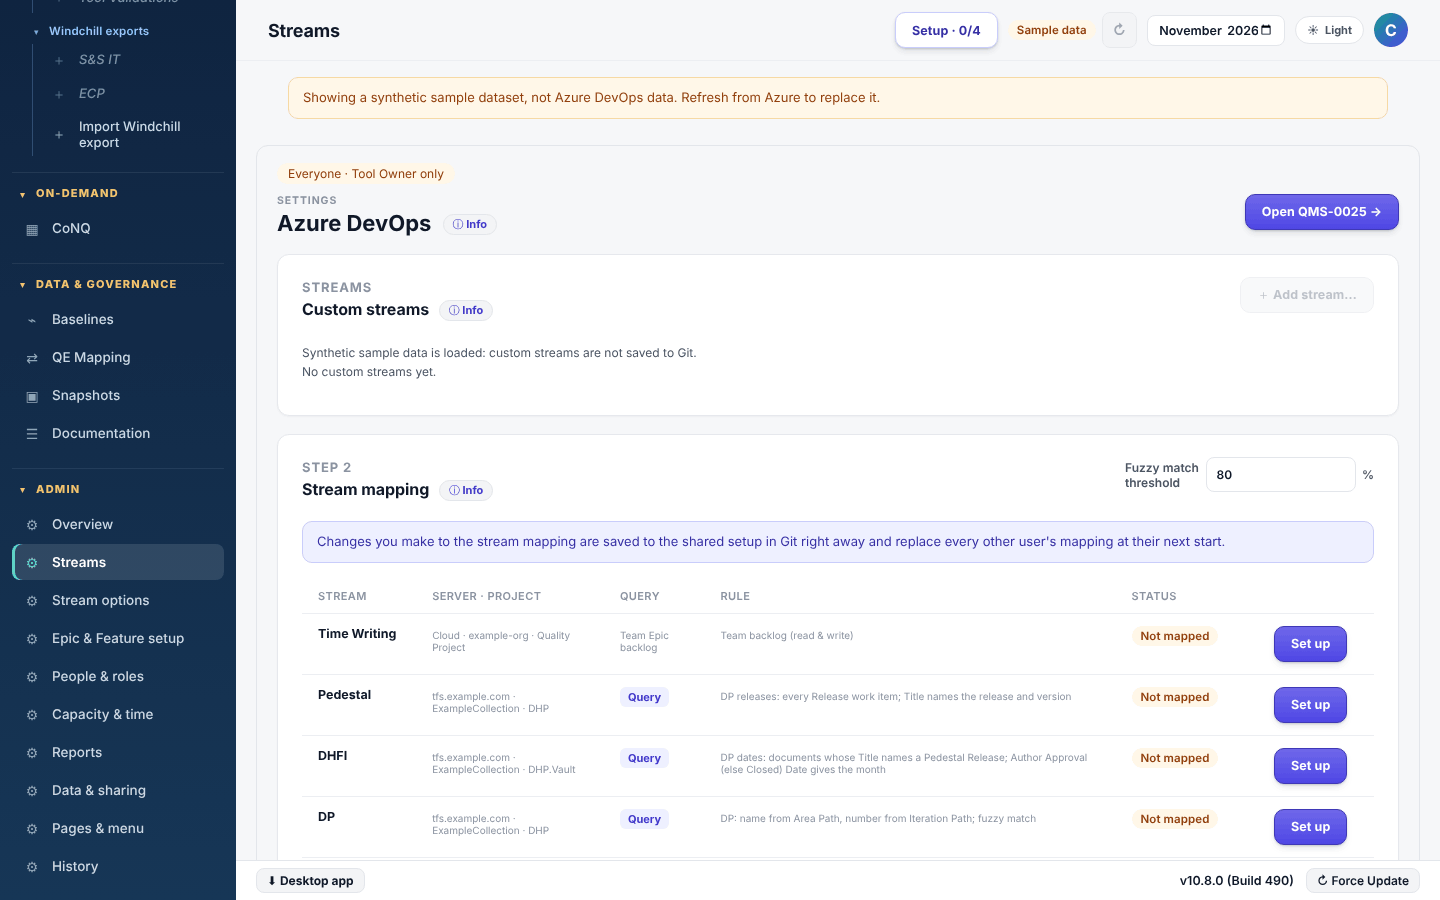 Windchill exports
S&S IT
ECP
Import Windchill
export
ON-DEMAND
CoNQ
DATA & GOVERNANCE
Baselines
QE Mapping
Snapshots
Documentation
ADMIN
Overview
Streams
Stream options
Epic & Feature setup
People & roles
Capacity & time
Reports
Data & sharing
Pages & menu
History
Streams
Setup · 0/4
Sample data
November 2026
Light
C
Showing a synthetic sample dataset, not Azure DevOps data. Refresh from Azure to replace it.
Everyone · Tool Owner only
SETTINGS
Azure DevOps
ⓘ Info
Open QMS-0025 →
STREAMS
Custom streams
ⓘ Info
+ Add stream...
Synthetic sample data is loaded: custom streams are not saved to Git.
No custom streams yet.
STEP 2
Stream mapping
ⓘ Info
Fuzzy match
threshold
80
%
Changes you make to the stream mapping are saved to the shared setup in Git right away and replace every other user's mapping at their next start.
STREAM
SERVER · PROJECT
QUERY
RULE
STATUS
Time Writing
Cloud · example-org · Quality
Project
Team Epic
backlog
Team backlog (read & write)
Not mapped
Set up
Pedestal
tfs.example.com ·
ExampleCollection · DHP
Query
DP releases: every Release work item; Title names the release and version
Not mapped
Set up
DHFI
tfs.example.com ·
ExampleCollection · DHP.Vault
Query
DP dates: documents whose Title names a Pedestal Release; Author Approval
(else Closed) Date gives the month
Not mapped
Set up
DP
tfs.example.com ·
ExampleCollection · DHP
Query
DP: name from Area Path, number from Iteration Path; fuzzy match
Not mapped
Set up
⬇ Desktop app
v10.8.0 (Build 490)
↻ Force Update